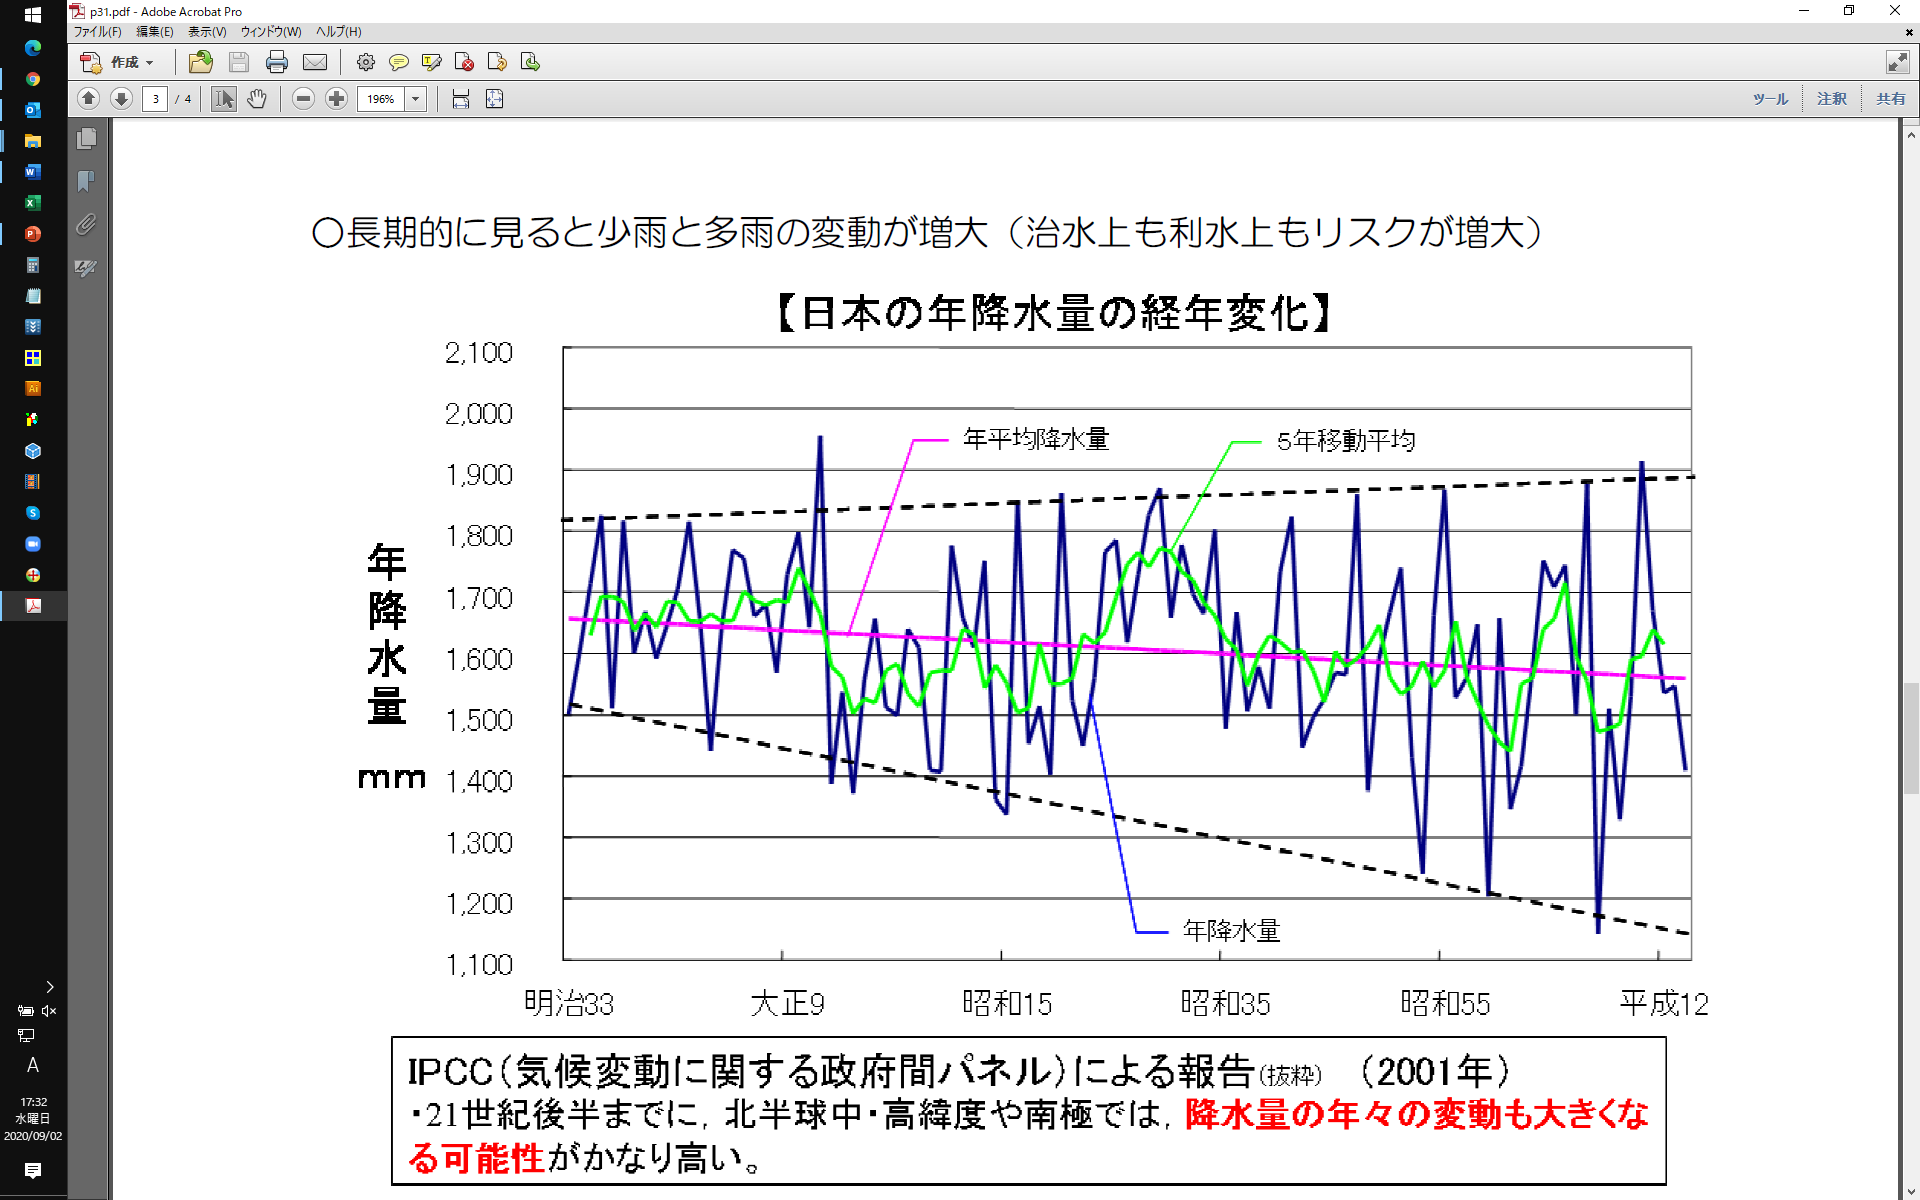 p31.pdf - Adobe Acrobat Pro
ファイル(F) 編集(E) 表示(V) ウィンドウ(W) ヘルプ(H)
作成
3 / 4 196% ツール 注釈 共有
〇長期的に見ると少雨と多雨の変動が増大（治水上も利水上もリスクが増大）
【日本の年降水量の経年変化】
2,100
2,000
1,900
1,800
1,700
1,600
1,500
1,400
1,300
1,200
1,100
年降水量 mm
年平均降水量
5年移動平均
年降水量
明治33 大正9 昭和15 昭和35 昭和55 平成12
IPCC（気候変動に関する政府間パネル）による報告(抜粋) （2001年）
・21世紀後半までに，北半球中・高緯度や南極では，降水量の年々の変動も大きくな
る可能性がかなり高い。
A
17:32
水曜日
2020/09/02